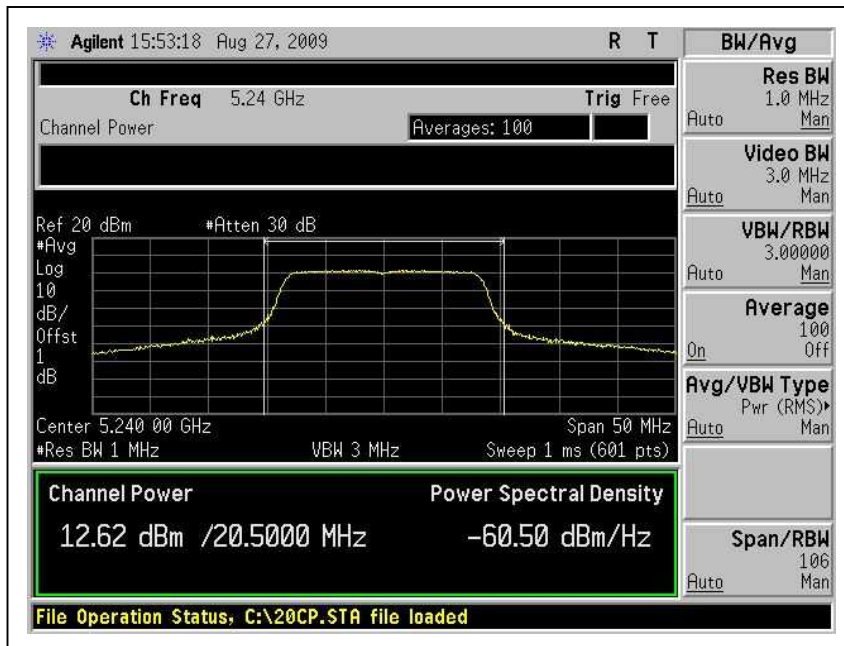 Agilent 15:53:18 Aug 27, 2009 R T
Ch Freq 5.24 GHz Trig Free
Channel Power Averages: 100
Ref 20 dBm #Atten 30 dB
#Avg
Log
10
dB/
Offst
1
dB
Center 5.240 00 GHz Span 50 MHz
#Res BW 1 MHz VBW 3 MHz Sweep 1 ms (601 pts)
Channel Power Power Spectral Density
12.62 dBm /20.5000 MHz -60.50 dBm/Hz
File Operation Status, C:\20CP.STA file loaded
BW/Avg
Res BW
1.0 MHz
Auto Man
Video BW
3.0 MHz
Auto Man
VBW/RBW
3.00000
Auto Man
Average
100
On Off
Avg/VBW Type
Pwr (RMS)▸
Auto Man
Span/RBW
106
Auto Man